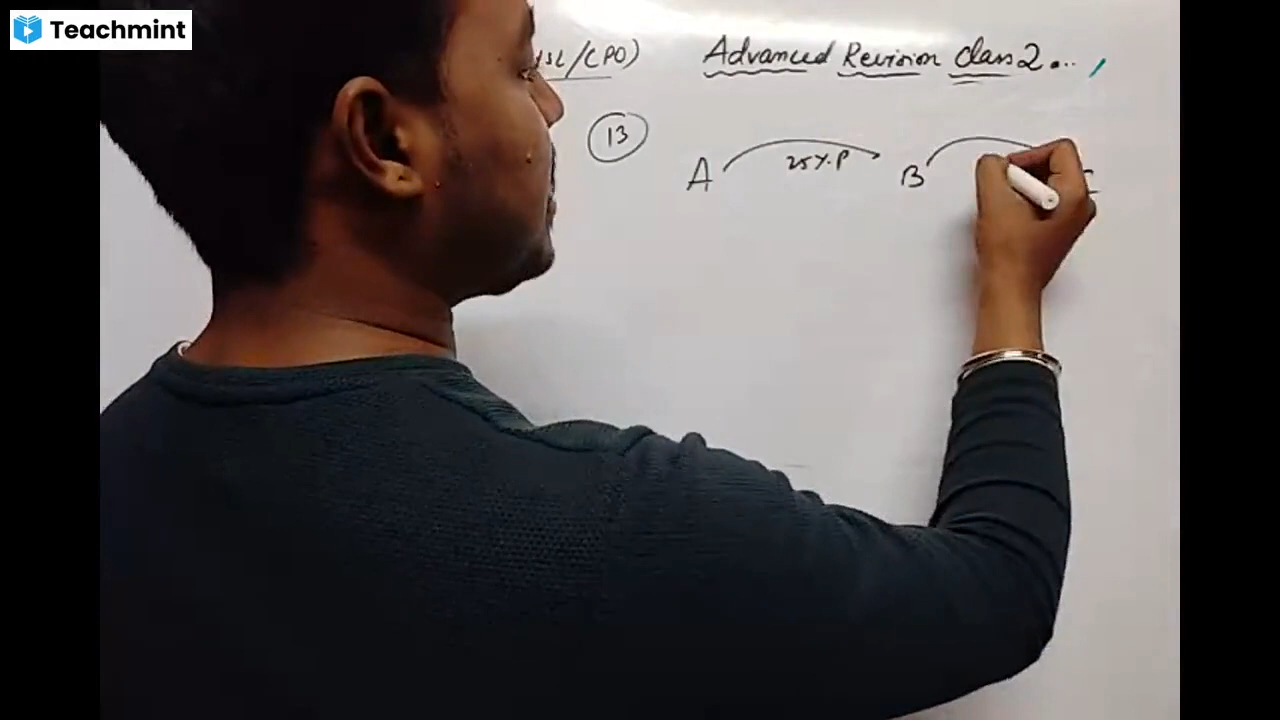 Teachmint
/CPO) Advanced Revision Class 2...
13
A 25%.P B